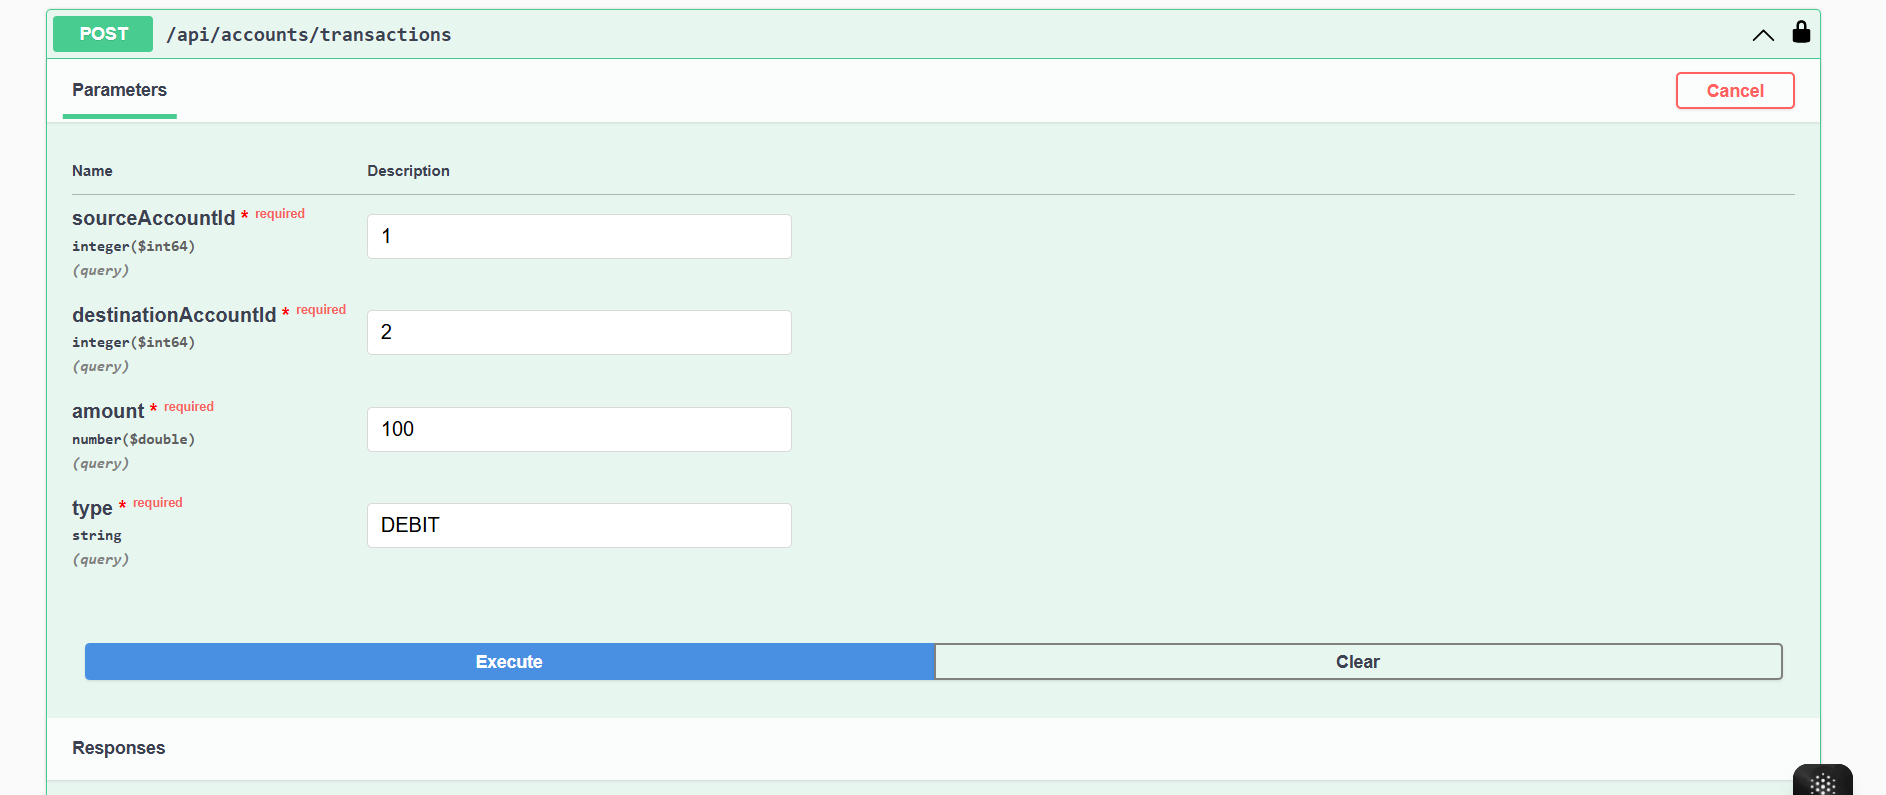 POST /api/accounts/transactions
Parameters
Cancel
Name Description
sourceAccountId * required
integer($int64)
(query)
1
destinationAccountId * required
integer($int64)
(query)
2
amount * required
number($double)
(query)
100
type * required
string
(query)
DEBIT
Execute Clear
Responses